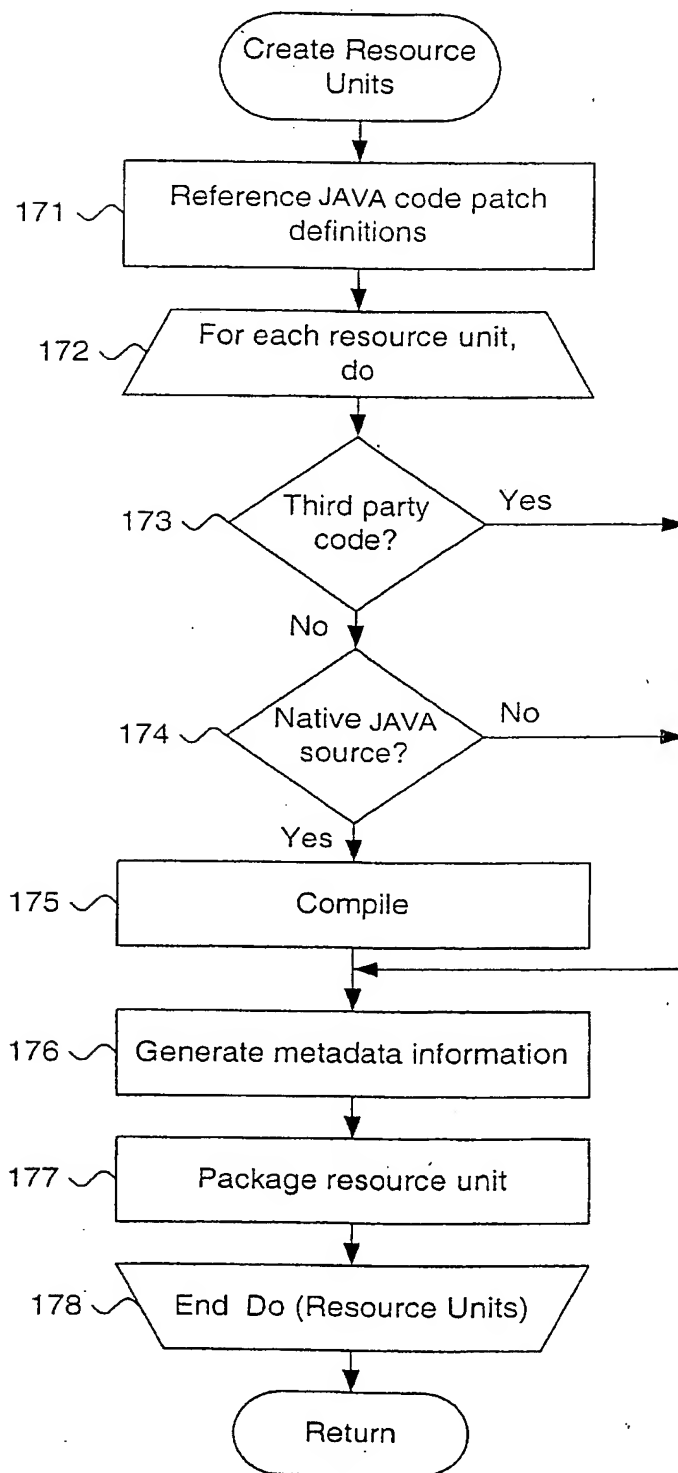 Create Resource
Units
171
Reference JAVA code patch
definitions
172
For each resource unit,
do
173
Third party
code?
Yes
No
174
Native JAVA
source?
No
Yes
175
Compile
176
Generate metadata information
177
Package resource unit
178
End Do (Resource Units)
Return